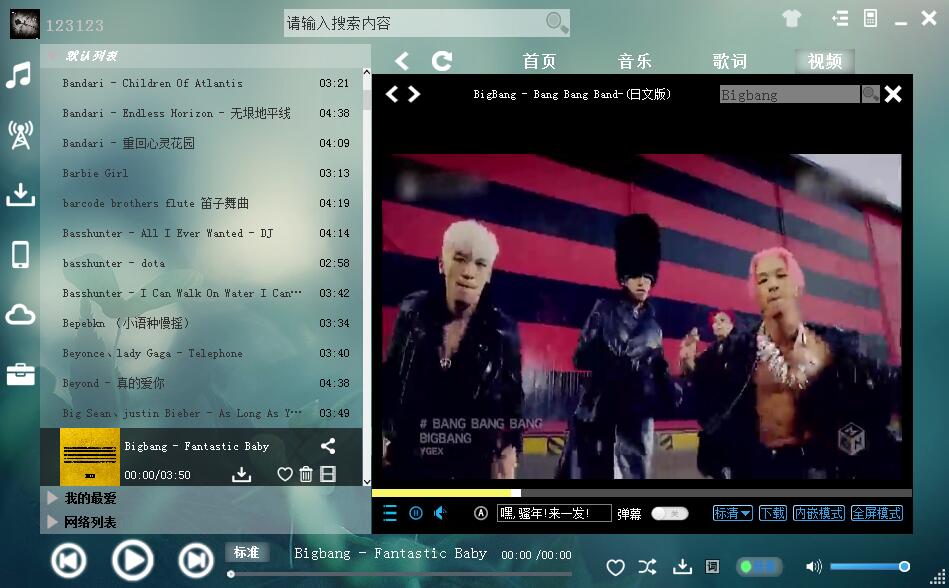 123123
请输入搜索内容
默认列表
首页 音乐 歌词 视频
Bandari - Children Of Atlantis 03:21
Bandari - Endless Horizon - 无垠地平线 04:38
Bandari - 重回心灵花园 04:09
Barbie Girl 03:13
barcode brothers flute 笛子舞曲 04:19
Basshunter - All I Ever Wanted - DJ 04:14
basshunter - dota 02:58
Basshunter - I Can Walk On Water I Can… 03:42
Bepebkn （小语种慢摇） 03:34
Beyonce、lady Gaga - Telephone 03:40
Beyond - 真的爱你 04:38
Big Sean、justin Bieber - As Long As Y… 03:49
Bigbang - Fantastic Baby
00:00/03:50
我的最爱
网络列表
BigBang - Bang Bang Band-(日文版)
Bigbang
# BANG BANG BANG
BIGBANG
YGEX
A
嘿,骚年!来一发!
弹幕
关
标清
下载
内嵌模式
全屏模式
标准
Bigbang - Fantastic Baby 00:00 /00:00
词